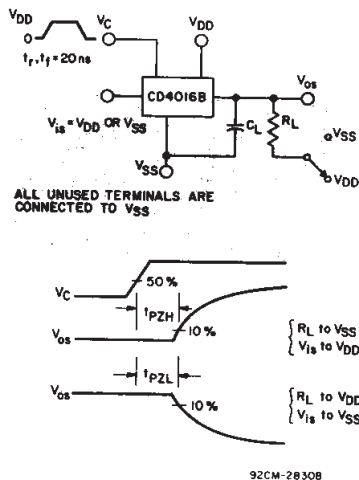 VDD
VC
VDD
tr, tf = 20 ns
CD4016B
Vos
Vis = VDD OR VSS
CL
RL
VSS
VDD
VSS
ALL UNUSED TERMINALS ARE
CONNECTED TO VSS
VC
50%
tPZH
Vos
10%
{ RL to VSS
Vis to VDD
tPZL
Vos
10%
{ RL to VDD
Vis to VSS
92CM-28308